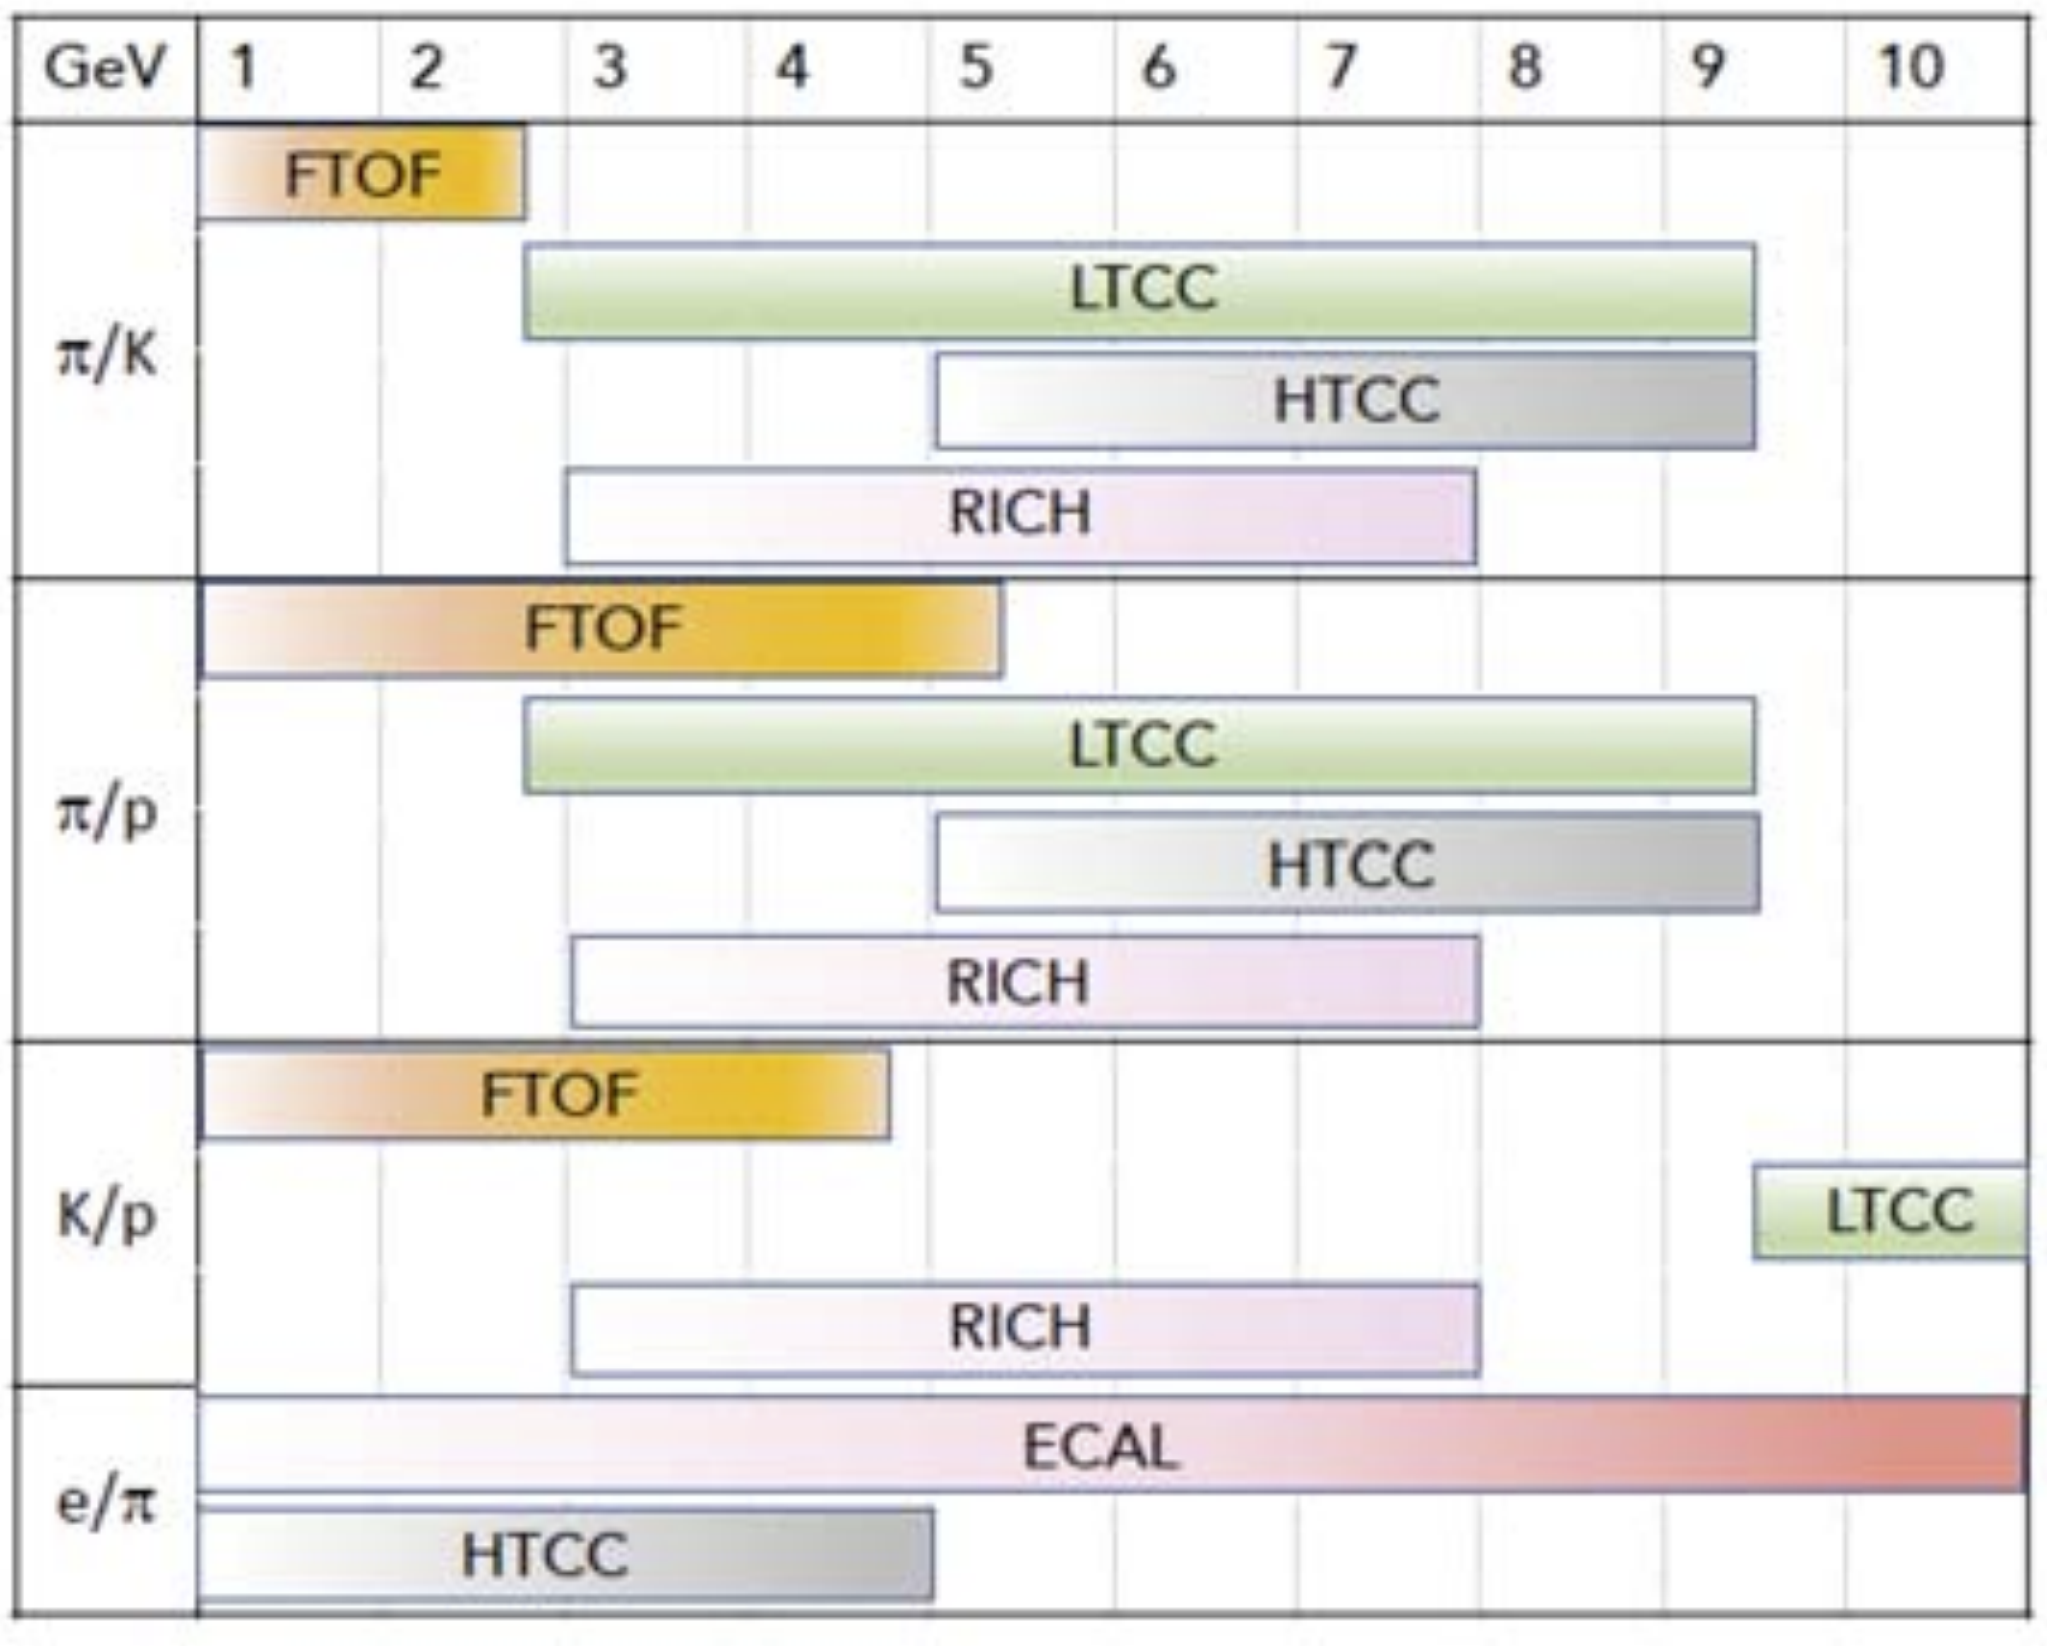 GeV 1 2 3 4 5 6 7 8 9 10
FTOF
LTCC
π/K
HTCC
RICH
FTOF
LTCC
π/p
HTCC
RICH
FTOF
K/p
LTCC
RICH
ECAL
e/π
HTCC